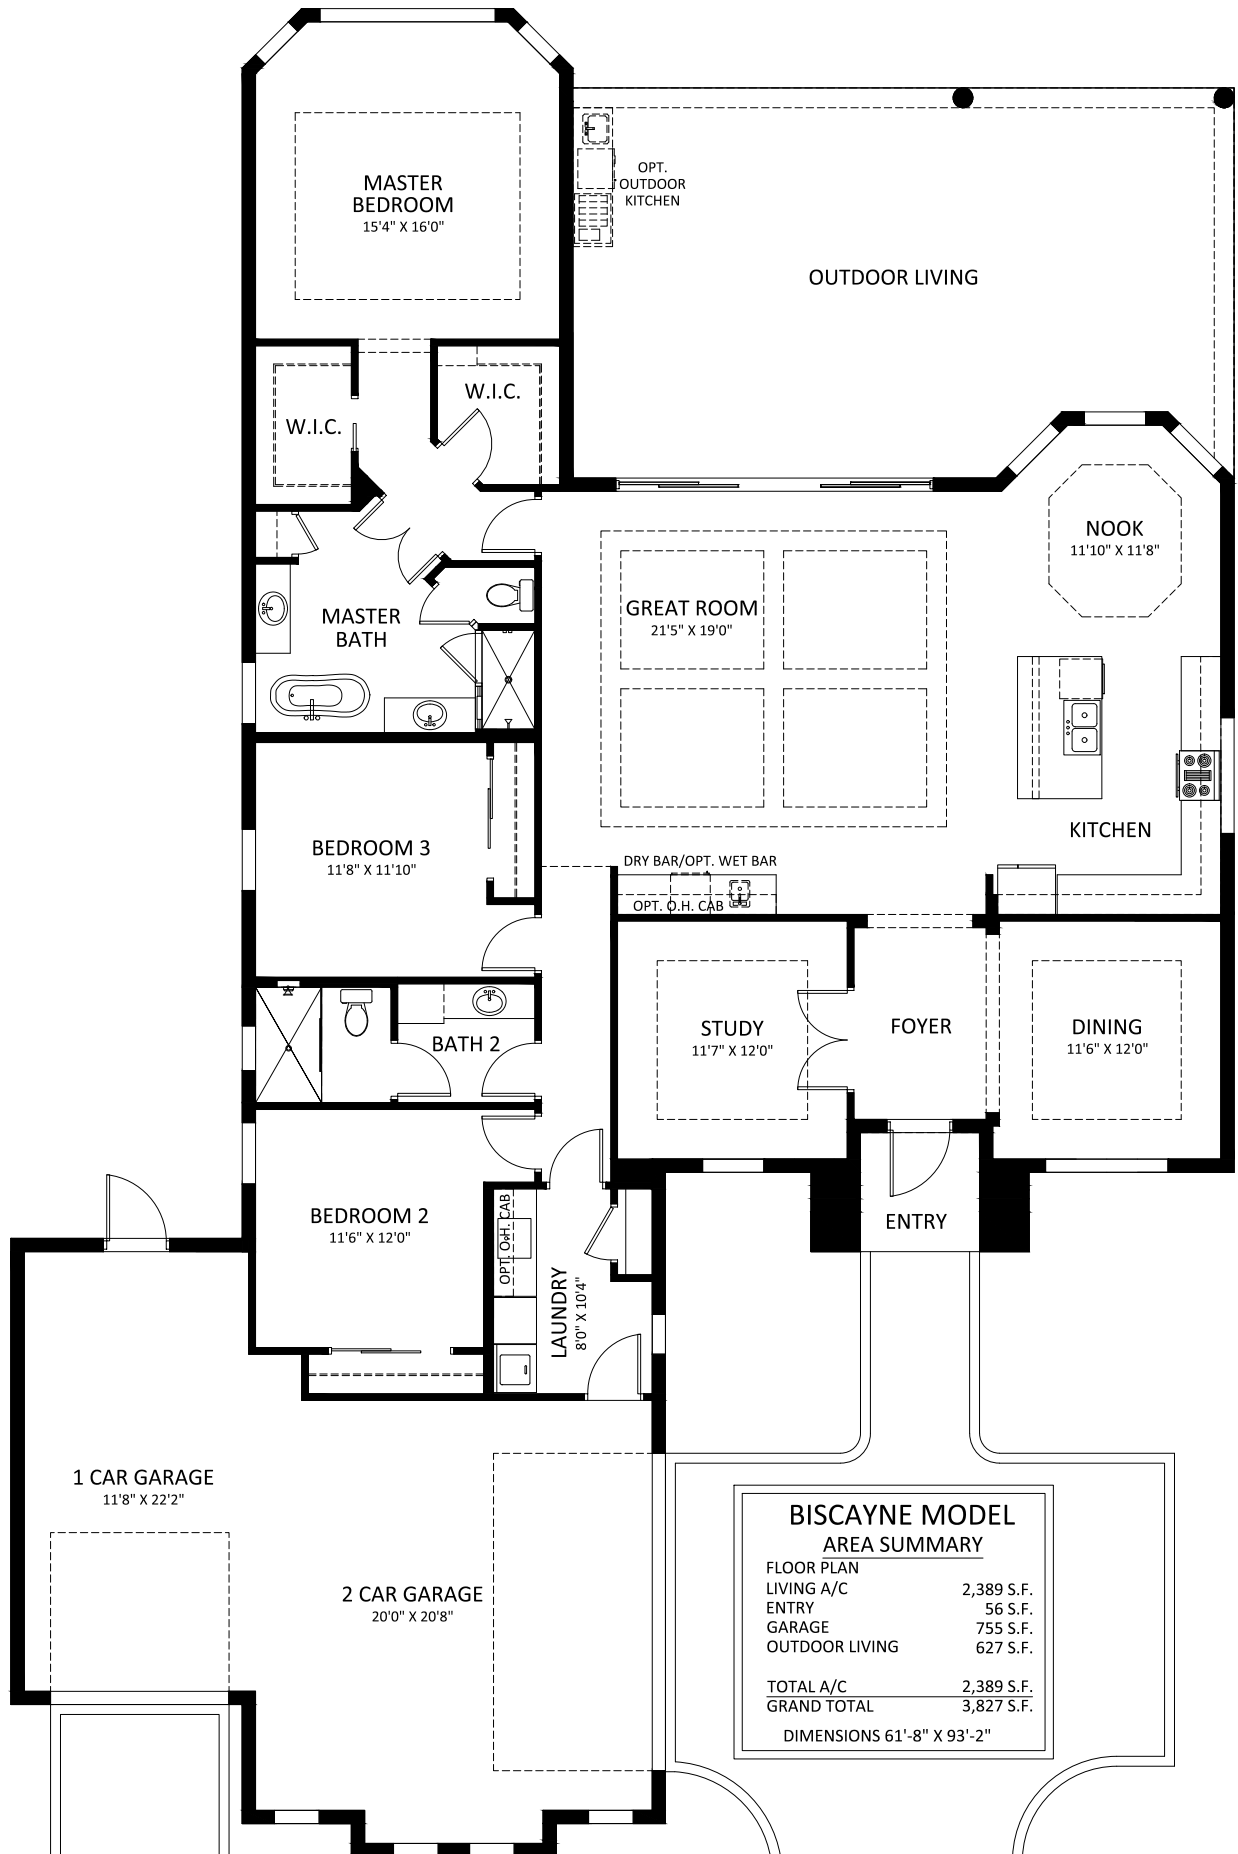 MASTER
BEDROOM
15'4" X 16'0"
OPT.
OUTDOOR
KITCHEN
OUTDOOR LIVING
W.I.C.
W.I.C.
NOOK
11'10" X 11'8"
GREAT ROOM
21'5" X 19'0"
MASTER
BATH
KITCHEN
BEDROOM 3
11'8" X 11'10"
DRY BAR/OPT. WET BAR
OPT. O.H. CAB
STUDY
11'7" X 12'0"
FOYER
DINING
11'6" X 12'0"
BATH 2
BEDROOM 2
11'6" X 12'0"
OPT. O.H. CAB
LAUNDRY
8'0" X 10'4"
ENTRY
1 CAR GARAGE
11'8" X 22'2"
2 CAR GARAGE
20'0" X 20'8"
BISCAYNE MODEL
AREA SUMMARY
FLOOR PLAN
LIVING A/C 2,389 S.F.
ENTRY 56 S.F.
GARAGE 755 S.F.
OUTDOOR LIVING 627 S.F.
TOTAL A/C 2,389 S.F.
GRAND TOTAL 3,827 S.F.
DIMENSIONS 61'-8" X 93'-2"